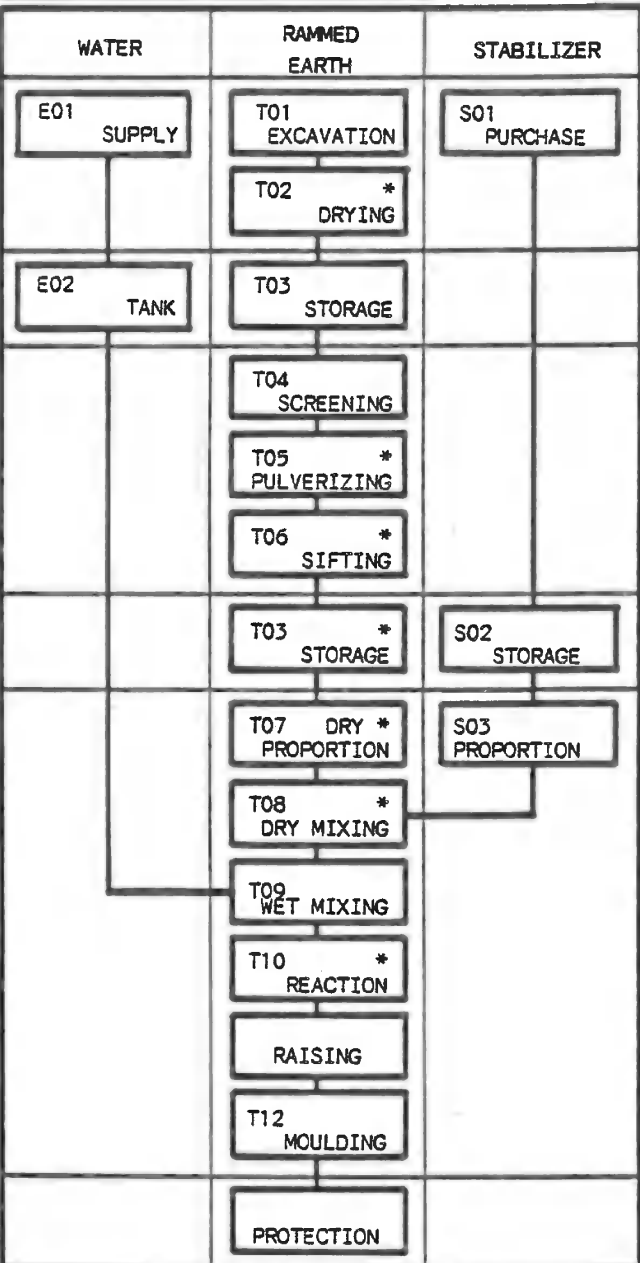 WATER
RAMMED
EARTH
STABILIZER
E01
SUPPLY
T01
EXCAVATION
S01
PURCHASE
T02 *
DRYING
E02
TANK
T03
STORAGE
T04
SCREENING
T05 *
PULVERIZING
T06 *
SIFTING
T03 *
STORAGE
S02
STORAGE
T07 DRY *
PROPORTION
S03
PROPORTION
T08 *
DRY MIXING
T09
WET MIXING
T10 *
REACTION
RAISING
T12
MOULDING
PROTECTION